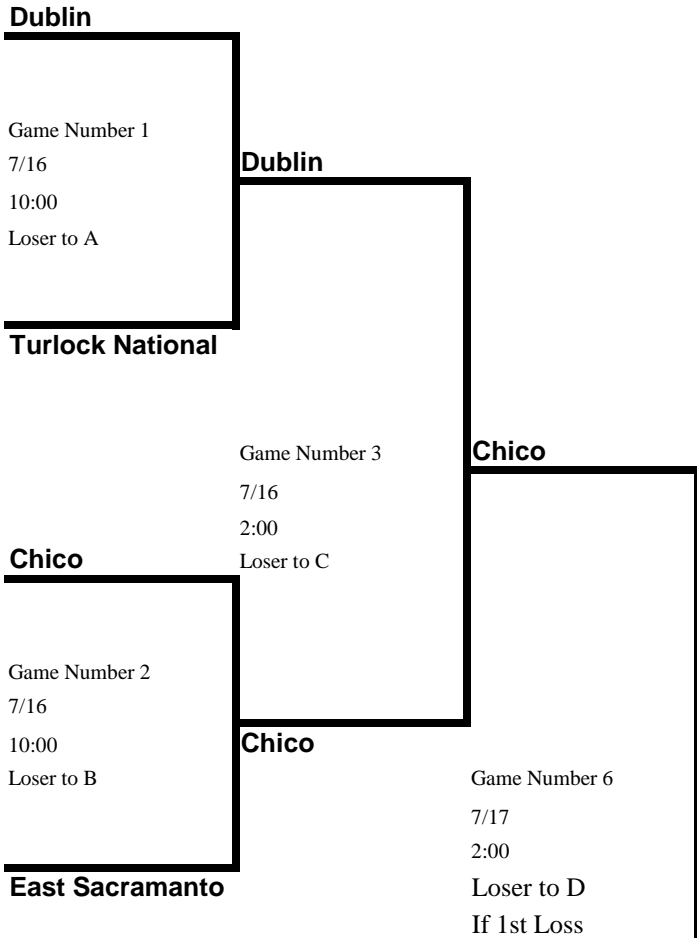 Dublin
Game Number 1
7/16
10:00
Loser to A
Dublin
Turlock National
Game Number 3
7/16
2:00
Loser to C
Chico
Chico
Game Number 2
7/16
10:00
Loser to B
Chico
East Sacramanto
Game Number 6
7/17
2:00
Loser to D
If 1st Loss